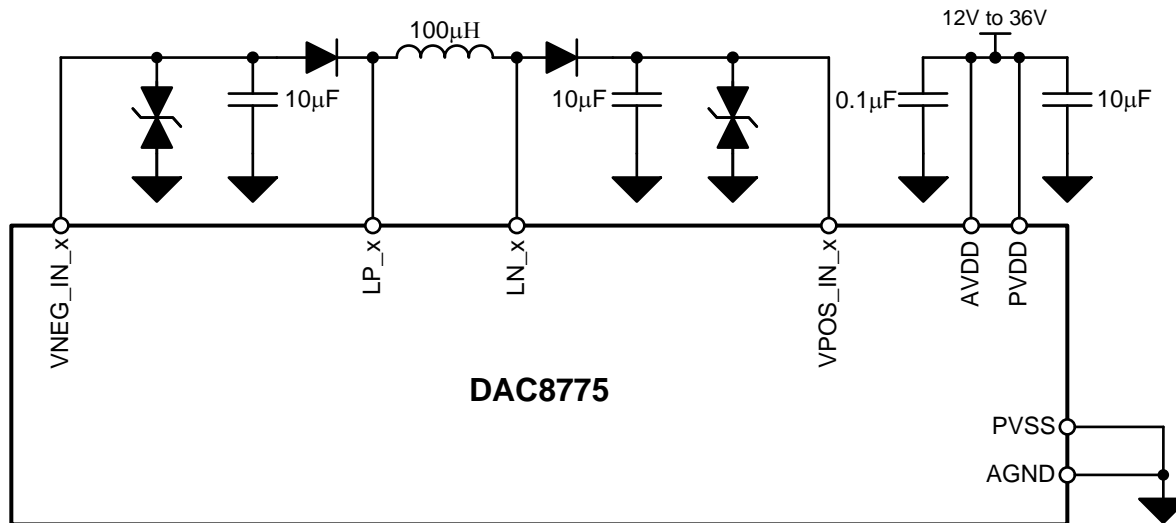 100μH
12V to 36V
10μF
10μF
0.1μF
10μF
VNEG_IN_x
LP_x
LN_x
VPOS_IN_x
AVDD
PVDD
DAC8775
PVSS
AGND